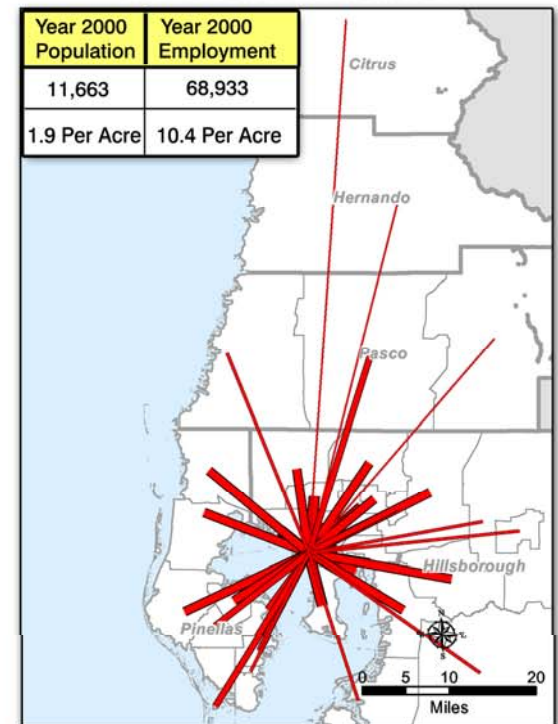 Year 2000 Population
Year 2000 Employment
11,663
68,933
1.9 Per Acre
10.4 Per Acre
Citrus
Hernando
Pasco
Hillsborough
Pinellas
N
S
0 5 10 20
Miles